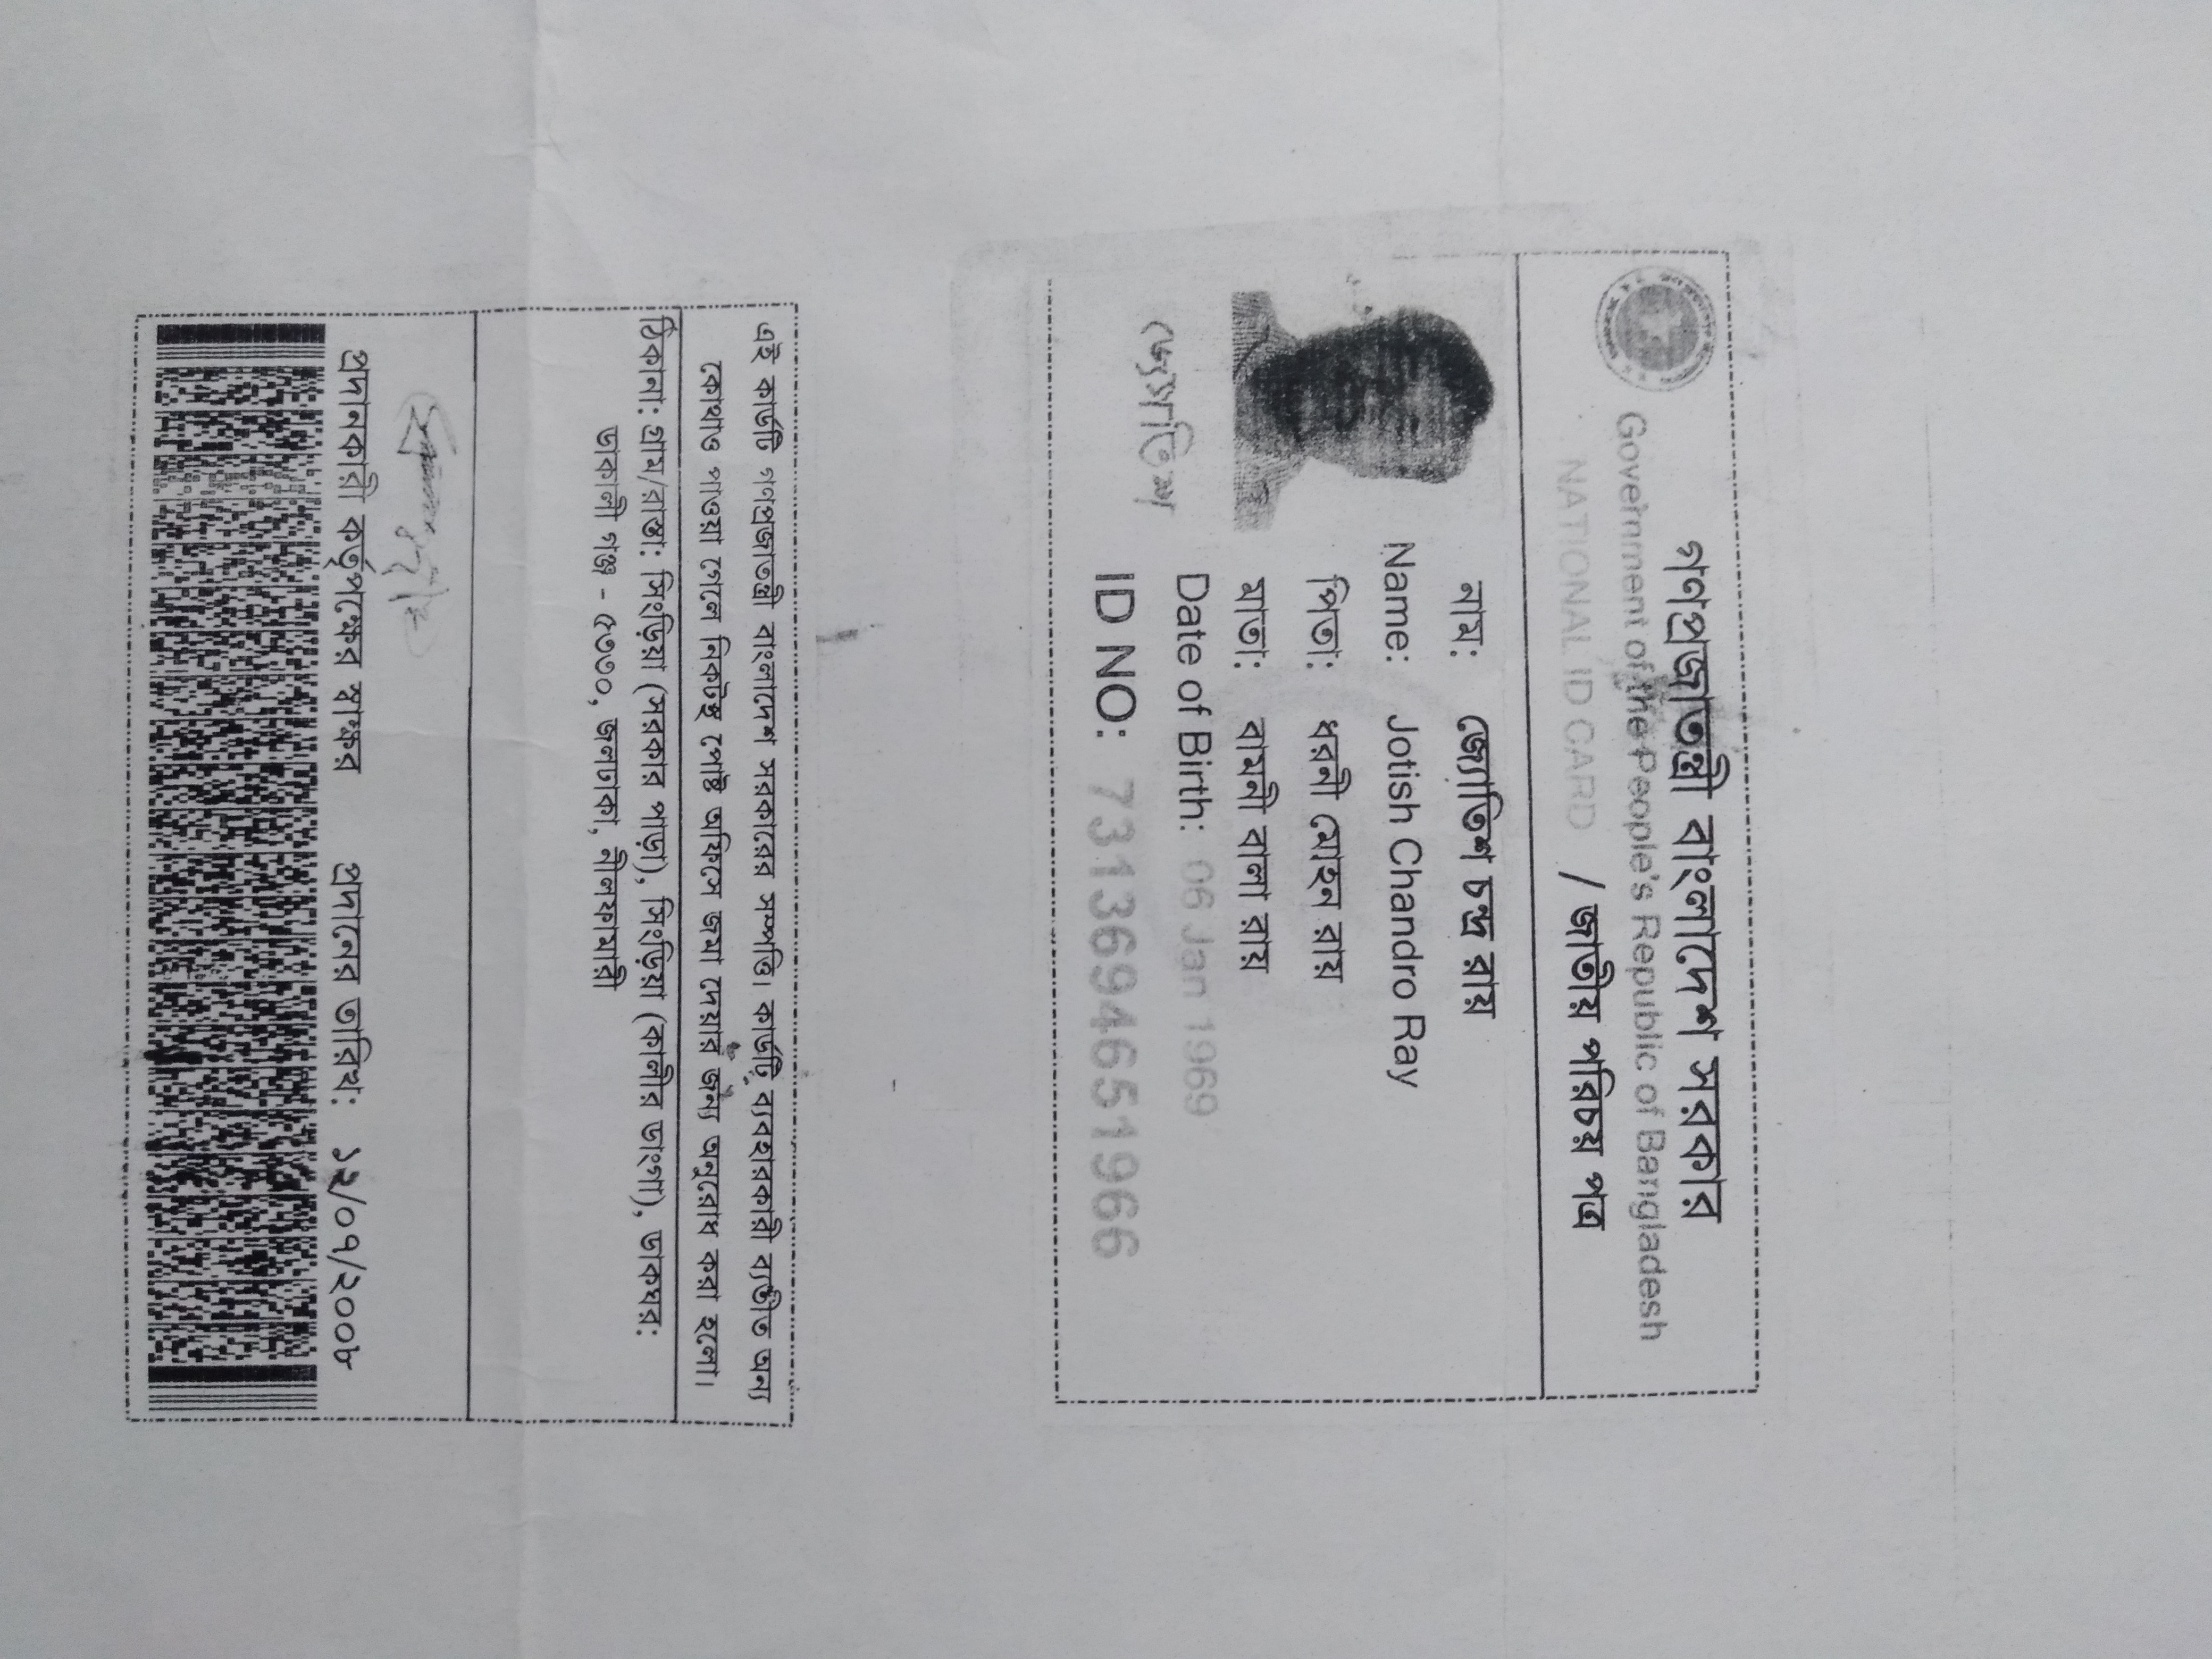 গণপ্রজাতন্ত্রী বাংলাদেশ সরকার
Government of the People's Republic of Bangladesh
NATIONAL ID CARD / জাতীয় পরিচয় পত্র
নাম: জ্যোতিশ চন্দ্র রায়
Name: Jotish Chandro Ray
পিতা: ধরনী মোহন রায়
মাতা: বামনী বালা রায়
Date of Birth: 06 Jan 1969
জ্যোতিশ
ID NO: 7313694651966
এই কার্ডটি গণপ্রজাতন্ত্রী বাংলাদেশ সরকারের সম্পত্তি। কার্ডটি ব্যবহারকারী ব্যতীত অন্য
কোথাও পাওয়া গেলে নিকটস্থ পোষ্ট অফিসে জমা দেয়ার জন্য অনুরোধ করা হলো।
ঠিকানা: গ্রাম/রাস্তা: সিংড়িয়া (সরকার পাড়া), সিংড়িয়া (কালীর ডাংগা), ডাকঘর:
ডাকালী গঞ্জ - ৫৩৩০, জলঢাকা, নীলফামারী
প্রদানকারী কর্তৃপক্ষের স্বাক্ষর প্রদানের তারিখ: ১২/০৭/২০০৮